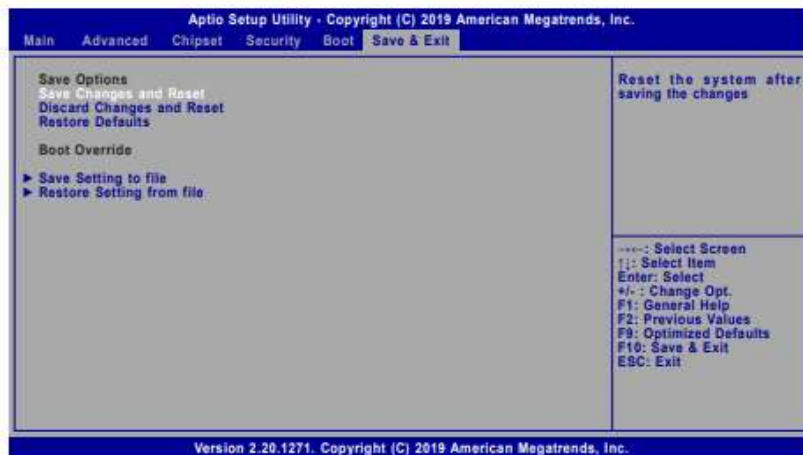 Aptio Setup Utility - Copyright (C) 2019 American Megatrends, Inc.
Main Advanced Chipset Security Boot Save & Exit
Save Options
Save Changes and Reset
Discard Changes and Reset
Restore Defaults
Boot Override
► Save Setting to file
► Restore Setting from file
Reset the system after
saving the changes
→←: Select Screen
↑↓: Select Item
Enter: Select
+/- : Change Opt.
F1: General Help
F2: Previous Values
F9: Optimized Defaults
F10: Save & Exit
ESC: Exit
Version 2.20.1271. Copyright (C) 2019 American Megatrends, Inc.